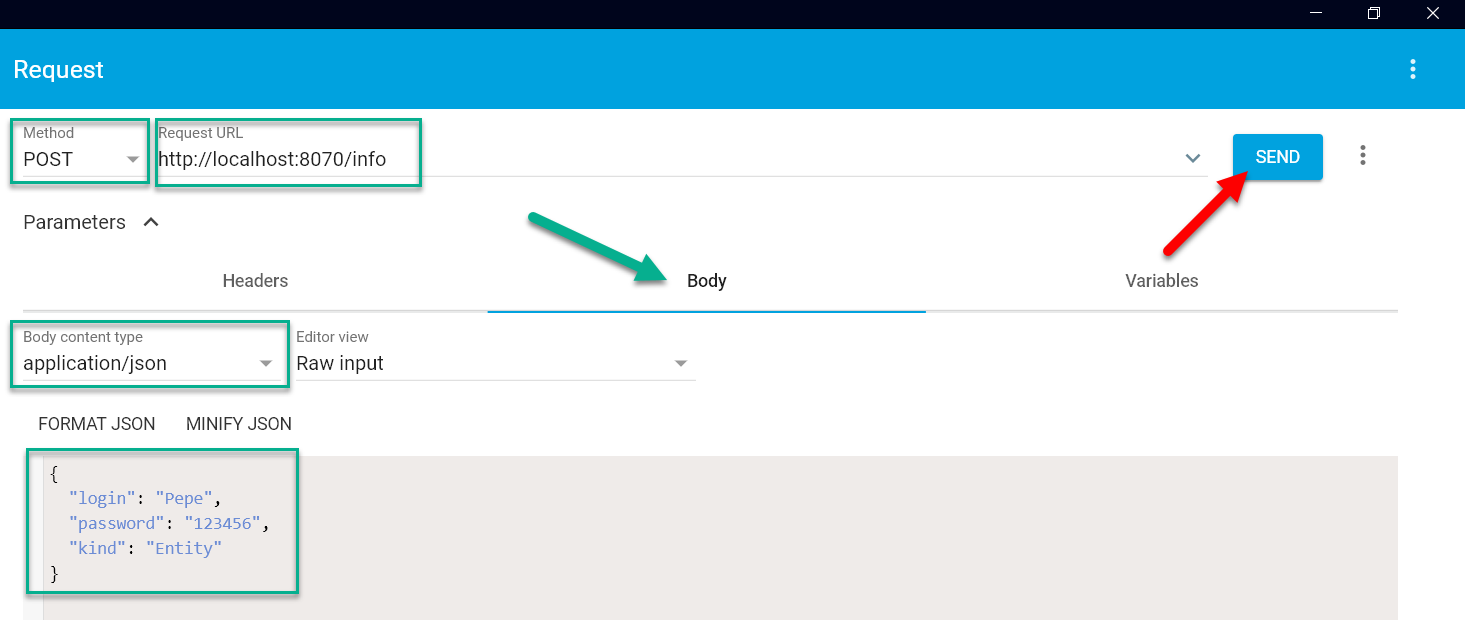 Request
Method
POST
Request URL
http://localhost:8070/info
SEND
Parameters
Headers
Body
Variables
Body content type
application/json
Editor view
Raw input
FORMAT JSON
MINIFY JSON
{
"login": "Pepe",
"password": "123456",
"kind": "Entity"
}